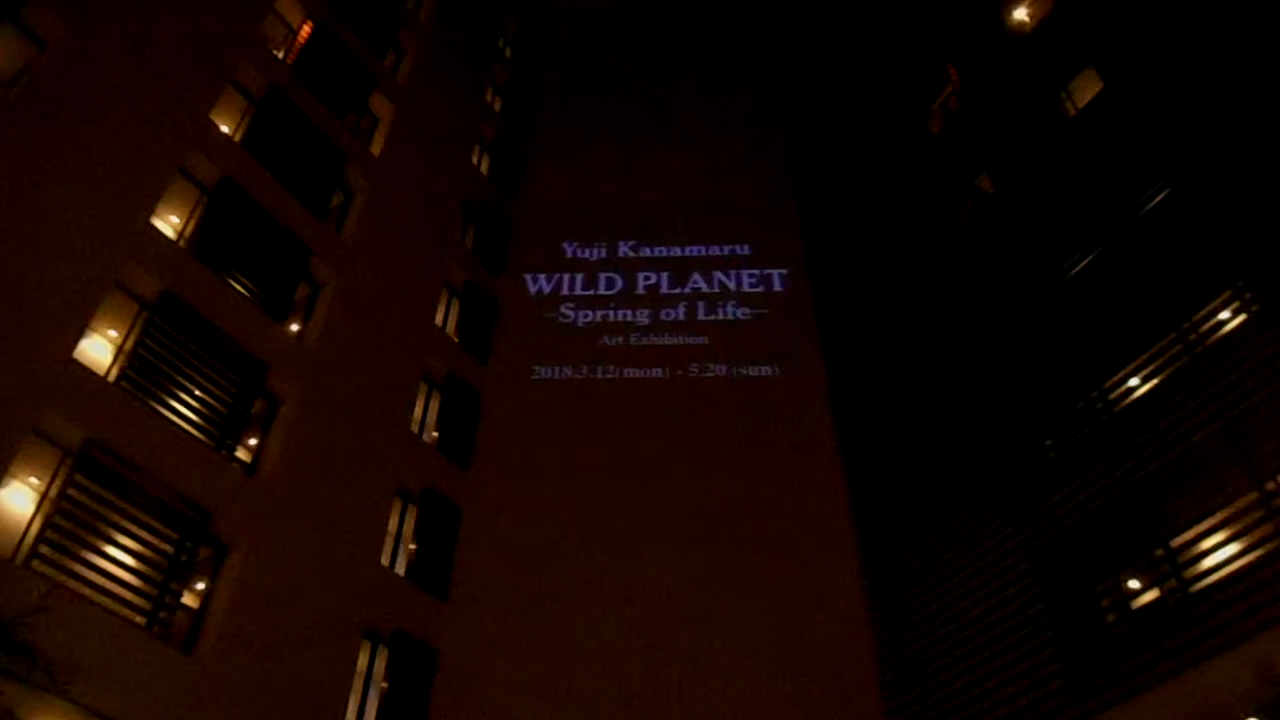 Yuji Kanamaru
WILD PLANET
-Spring of Life-
Art Exhibition
2018.3.12(mon) - 5.20 (sun)